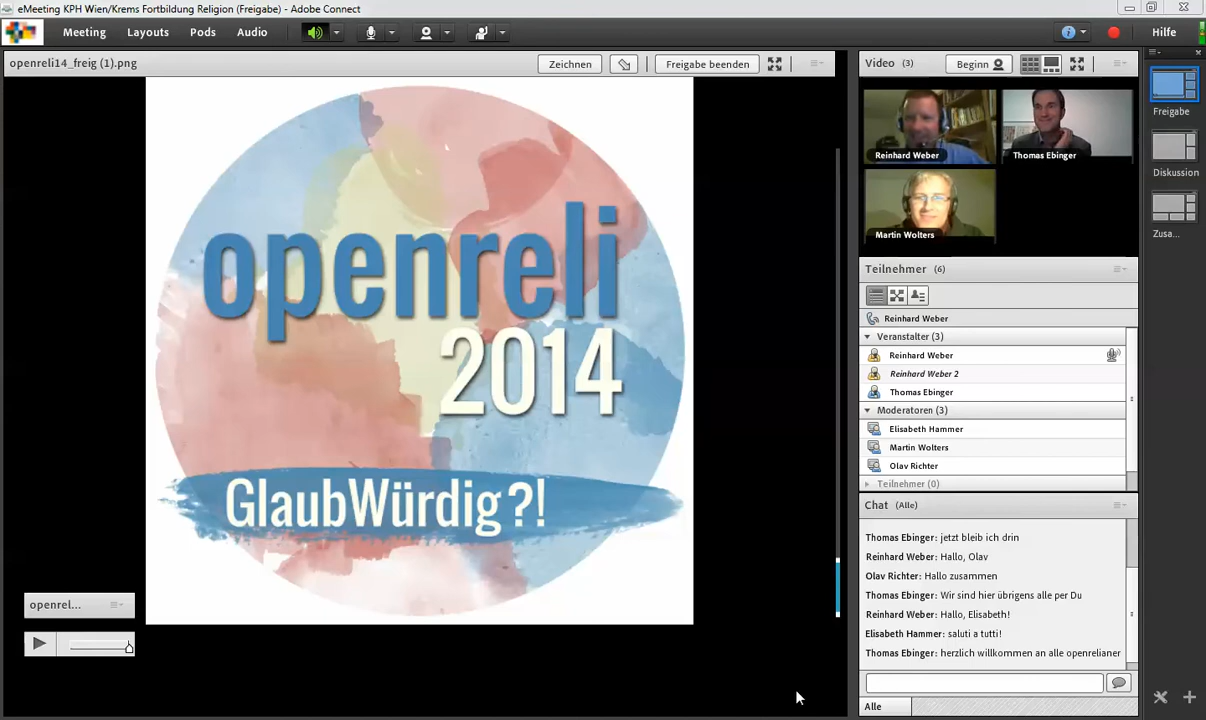 eMeeting KPH Wien/Krems Fortbildung Religion (Freigabe) - Adobe Connect
Meeting Layouts Pods Audio Hilfe
openreli14_freig (1).png Zeichnen Freigabe beenden
openreli
2014
GlaubWürdig?!
openrel...
Video (3) Beginn
Reinhard Weber Thomas Ebinger
Martin Wolters
Teilnehmer (6)
Reinhard Weber
Veranstalter (3)
Reinhard Weber
Reinhard Weber 2
Thomas Ebinger
Moderatoren (3)
Elisabeth Hammer
Martin Wolters
Olav Richter
Teilnehmer (0)
Chat (Alle)
Thomas Ebinger: jetzt bleib ich drin
Reinhard Weber: Hallo, Olav
Olav Richter: Hallo zusammen
Thomas Ebinger: Wir sind hier übrigens alle per Du
Reinhard Weber: Hallo, Elisabeth!
Elisabeth Hammer: saluti a tutti!
Thomas Ebinger: herzlich willkommen an alle openrelianer
Alle
Freigabe
Diskussion
Zusa...